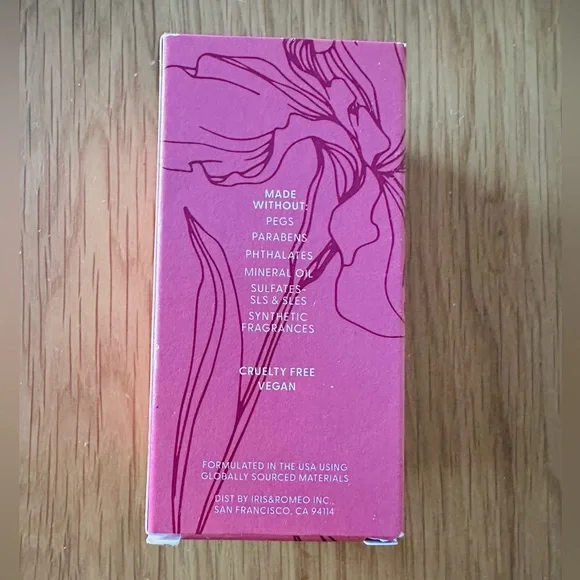 MADE
WITHOUT:
PEGS
PARABENS
PHTHALATES
MINERAL OIL
SULFATES-
SLS & SLES
SYNTHETIC
FRAGRANCES
CRUELTY FREE
VEGAN
FORMULATED IN THE USA USING
GLOBALLY SOURCED MATERIALS
DIST BY IRIS&ROMEO INC.,
SAN FRANCISCO, CA 94114